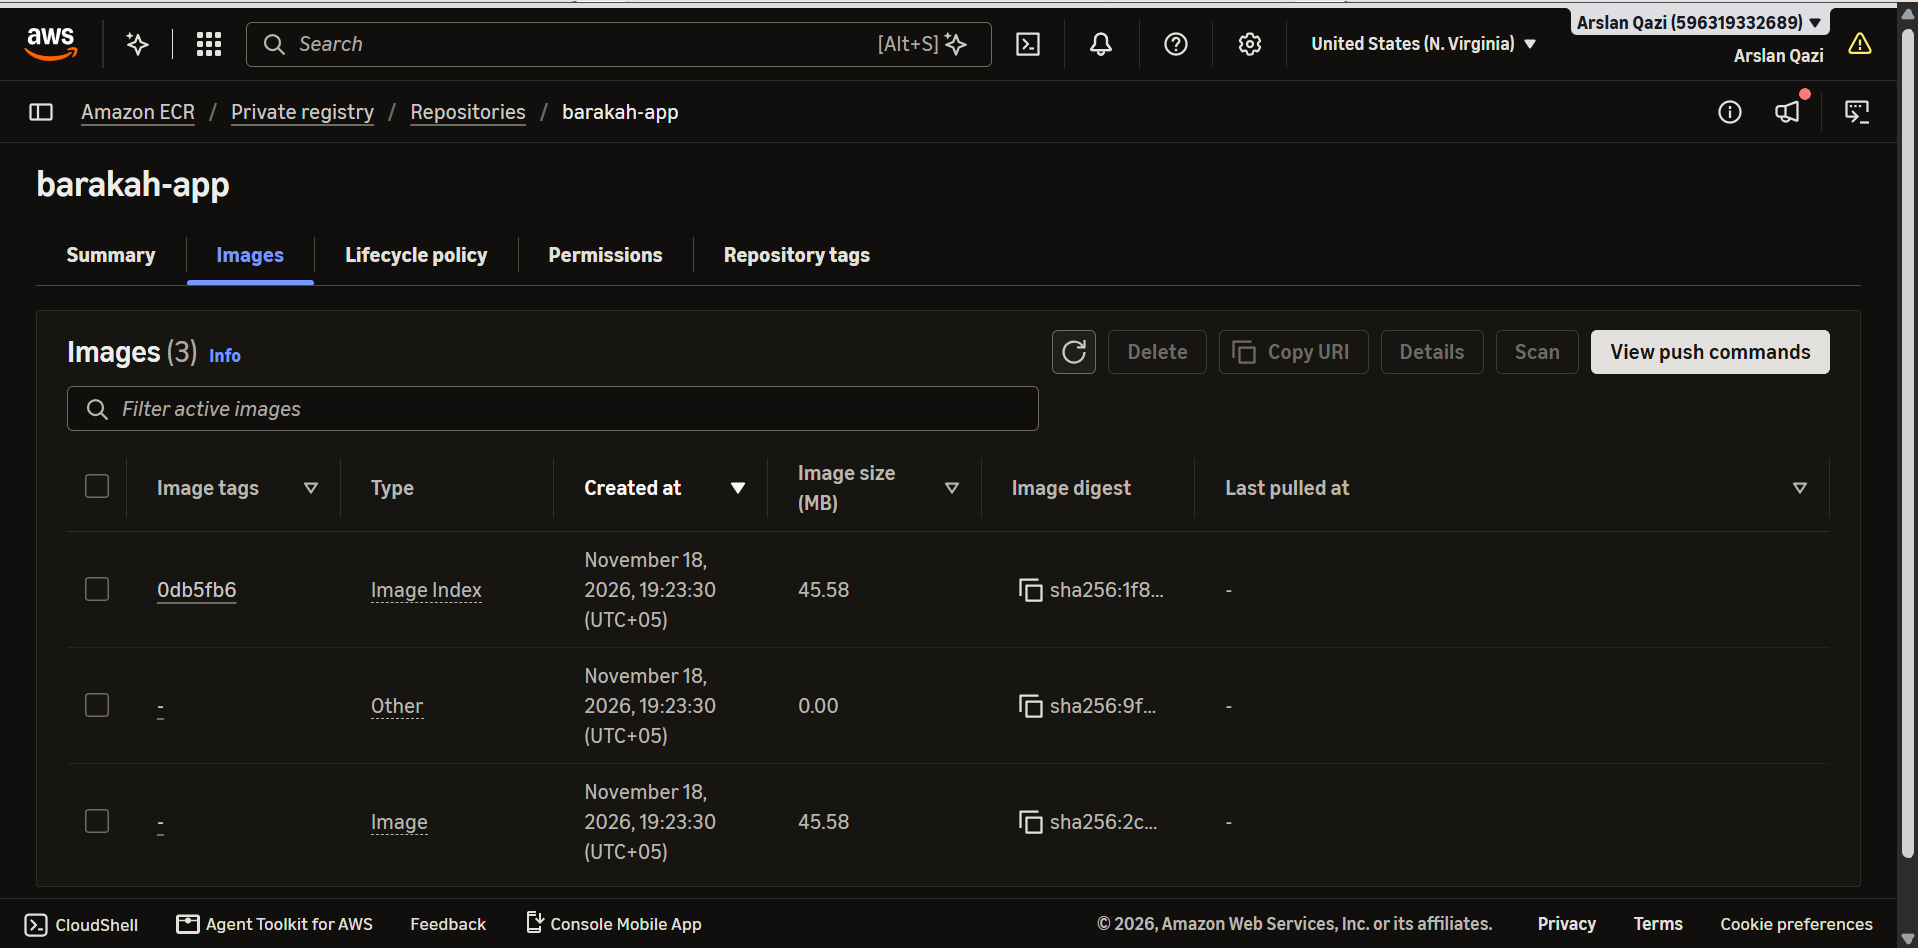 aws
Search
[Alt+S]
United States (N. Virginia)
Arslan Qazi (596319332689)
Arslan Qazi
Amazon ECR / Private registry / Repositories / barakah-app
barakah-app
Summary
Images
Lifecycle policy
Permissions
Repository tags
Images (3) Info
Delete
Copy URI
Details
Scan
View push commands
Filter active images
Image tags
Type
Created at
Image size
(MB)
Image digest
Last pulled at
0db5fb6
Image Index
November 18,
2026, 19:23:30
(UTC+05)
45.58
sha256:1f8...
-
-
Other
November 18,
2026, 19:23:30
(UTC+05)
0.00
sha256:9f...
-
-
Image
November 18,
2026, 19:23:30
(UTC+05)
45.58
sha256:2c...
-
CloudShell
Agent Toolkit for AWS
Feedback
Console Mobile App
© 2026, Amazon Web Services, Inc. or its affiliates.
Privacy
Terms
Cookie preferences